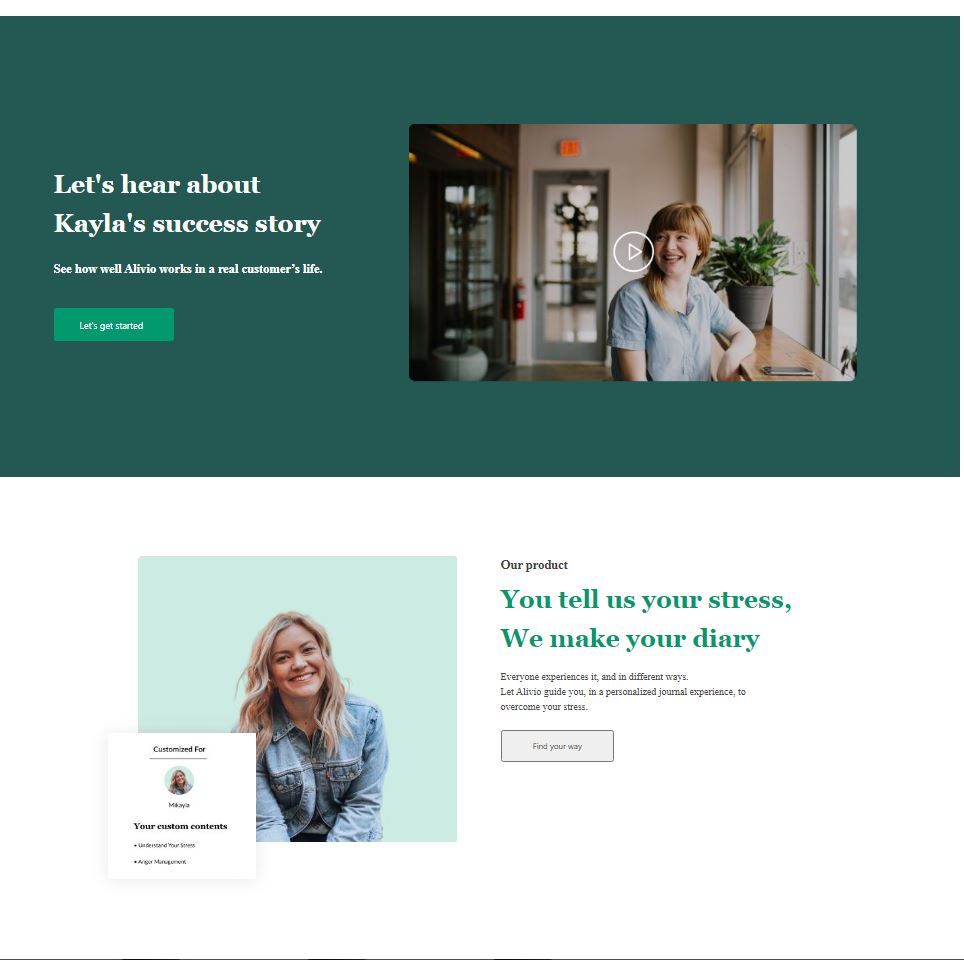 Let's hear about
Kayla's success story
See how well Alivio works in a real customer’s life.
Let's get started
EXIT
Our product
You tell us your stress,
We make your diary
Everyone experiences it, and in different ways.
Let Alivio guide you, in a personalized journal experience, to
overcome your stress.
Find your way
Customized For
Mikayla
Your custom contents
• Understand Your Stress
• Anger Management